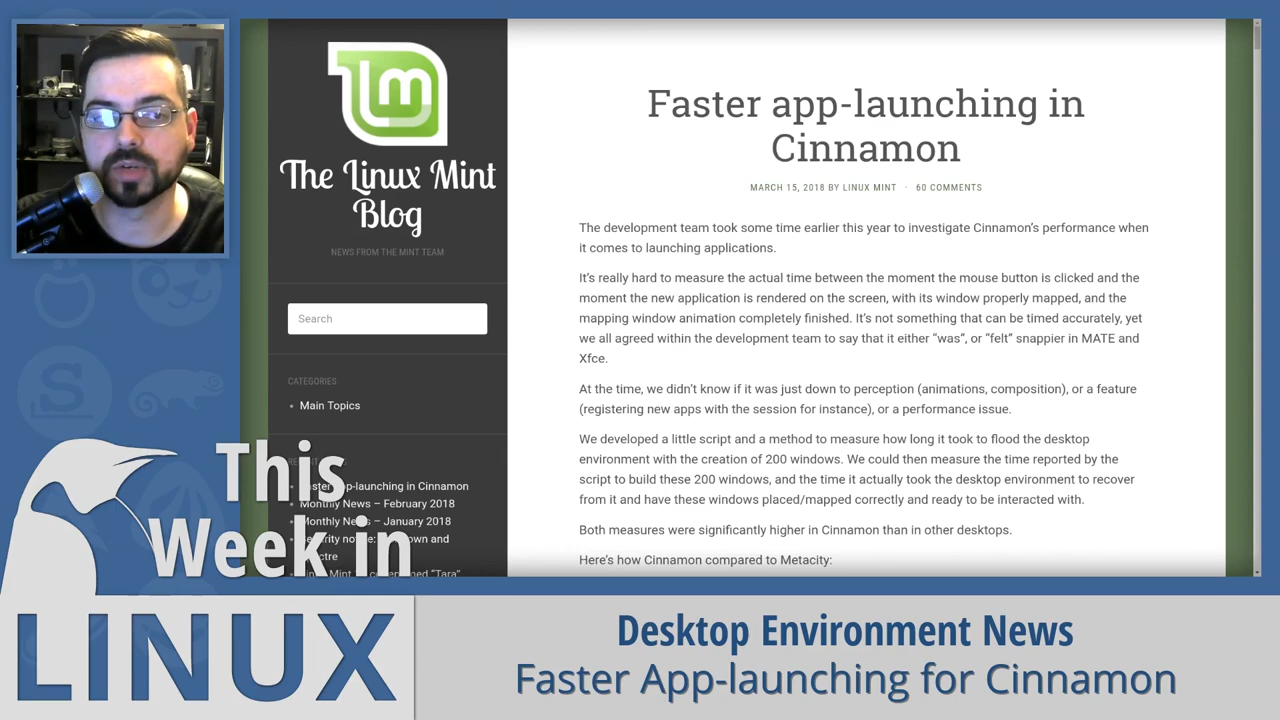 lm
The Linux Mint
Blog
NEWS FROM THE MINT TEAM
Search
CATEGORIES
Main Topics
Faster app-launching in Cinnamon
Monthly News – February 2018
Monthly News – January 2018
Faster app-launching in
Cinnamon
MARCH 15, 2018 BY LINUX MINT · 60 COMMENTS
The development team took some time earlier this year to investigate Cinnamon’s performance when
it comes to launching applications.
It’s really hard to measure the actual time between the moment the mouse button is clicked and the
moment the new application is rendered on the screen, with its window properly mapped, and the
mapping window animation completely finished. It’s not something that can be timed accurately, yet
we all agreed within the development team to say that it either “was”, or “felt” snappier in MATE and
Xfce.
At the time, we didn’t know if it was just down to perception (animations, composition), or a feature
(registering new apps with the session for instance), or a performance issue.
We developed a little script and a method to measure how long it took to flood the desktop
environment with the creation of 200 windows. We could then measure the time reported by the
script to build these 200 windows, and the time it actually took the desktop environment to recover
from it and have these windows placed/mapped correctly and ready to be interacted with.
Both measures were significantly higher in Cinnamon than in other desktops.
Here’s how Cinnamon compared to Metacity:
This
Week in
LINUX
Desktop Environment News
Faster App-launching for Cinnamon